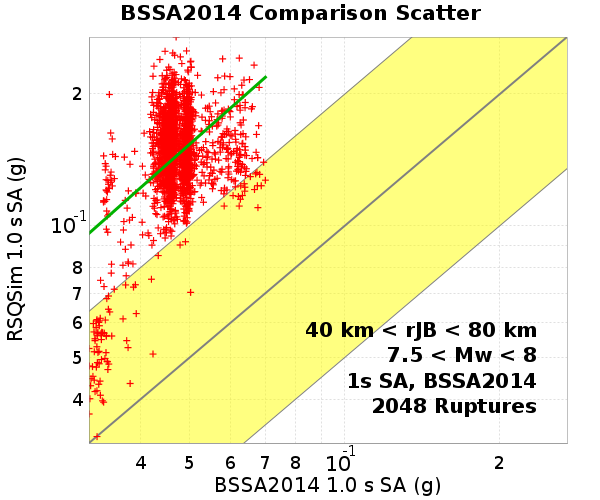 BSSA2014 Comparison Scatter
RSQSim 1.0 s SA (g)
2
10-1
8
7
6
5
4
40 km < rJB < 80 km
7.5 < Mw < 8
1s SA, BSSA2014
2048 Ruptures
4 5 6 7 8 10-1 2
BSSA2014 1.0 s SA (g)